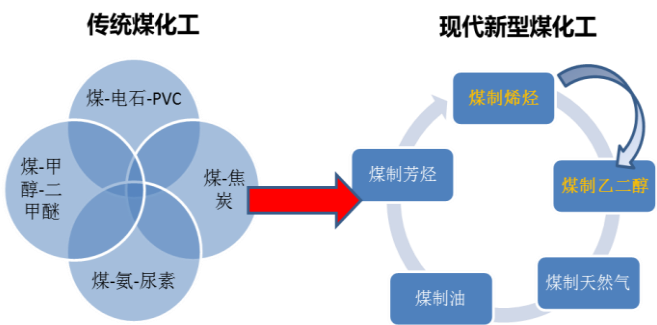 传统煤化工
现代新型煤化工
煤-电石-PVC
煤-甲
醇-二
甲醚
煤-焦
炭
煤-氨-尿素
煤制烯烃
煤制乙二醇
煤制天然气
煤制油
煤制芳烃